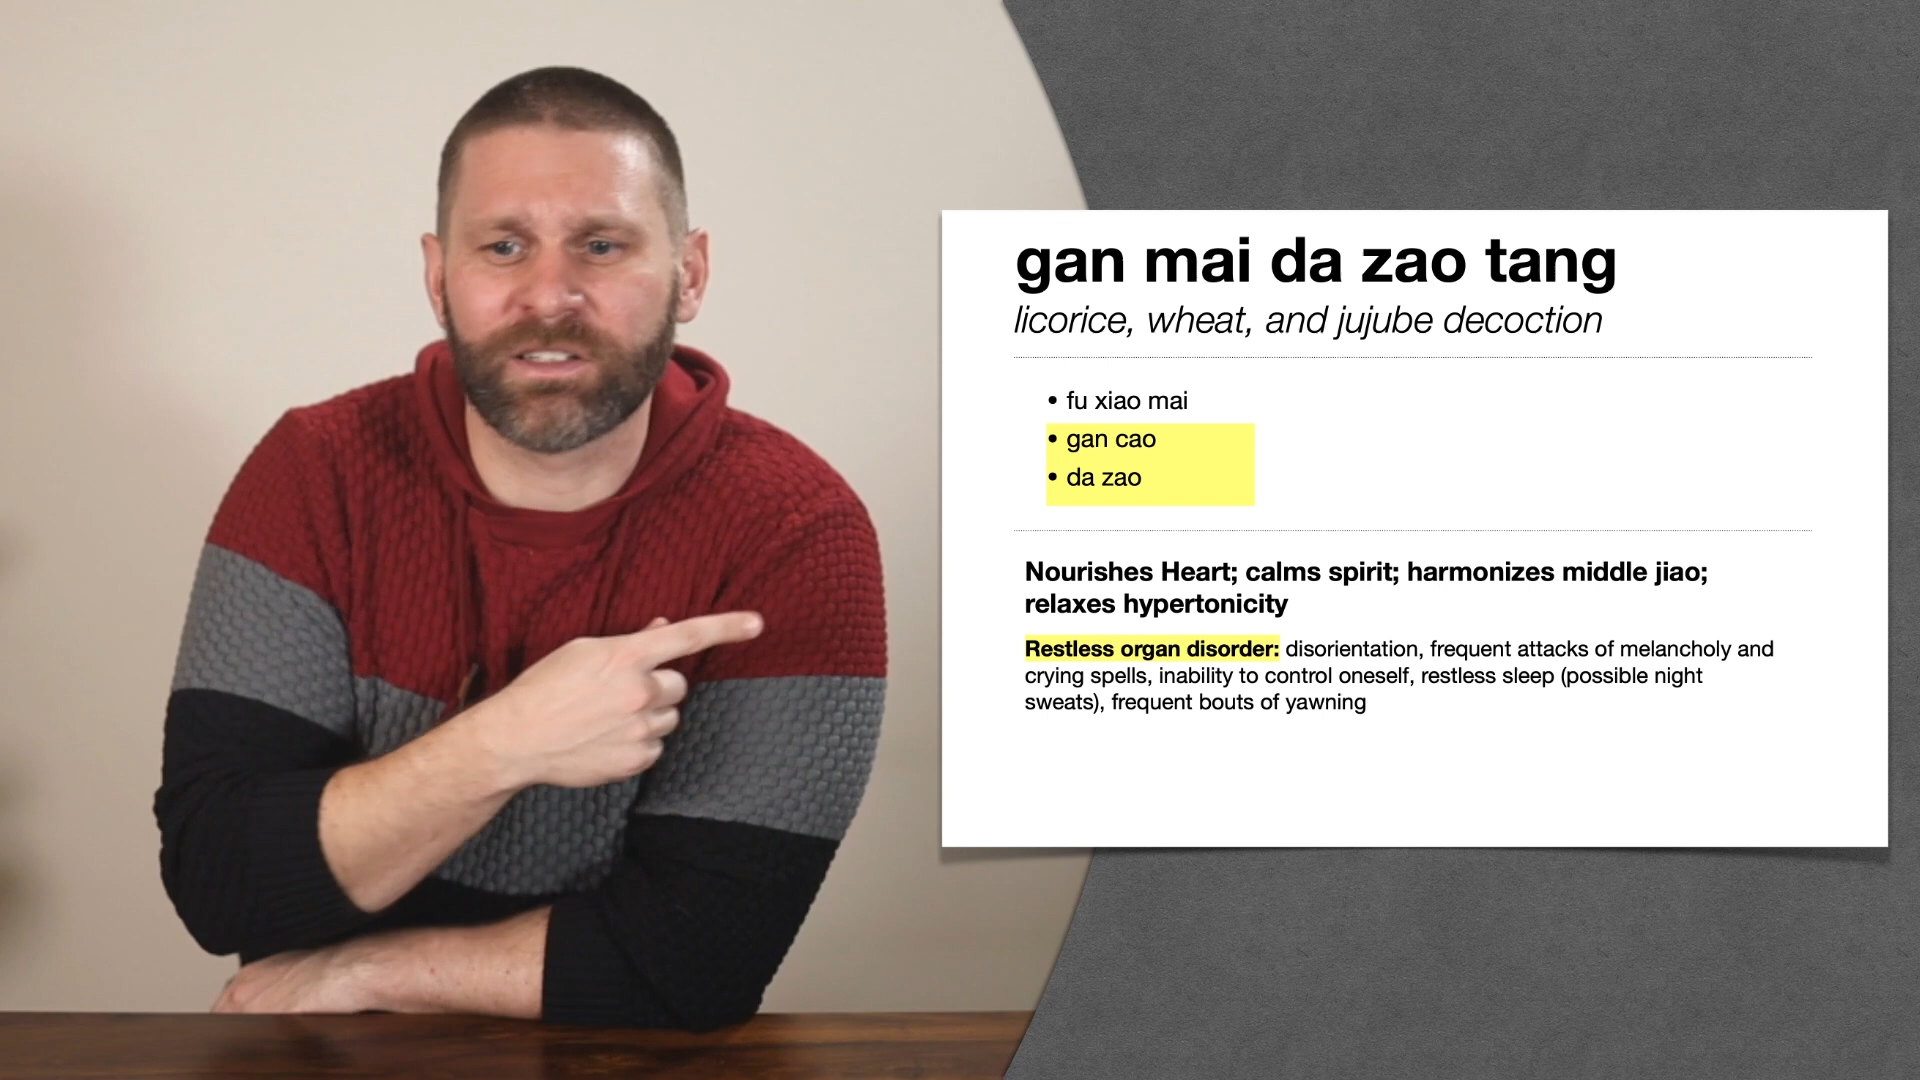 gan mai da zao tang
licorice, wheat, and jujube decoction
• fu xiao mai
• gan cao
• da zao
Nourishes Heart; calms spirit; harmonizes middle jiao;
relaxes hypertonicity
Restless organ disorder: disorientation, frequent attacks of melancholy and
crying spells, inability to control oneself, restless sleep (possible night
sweats), frequent bouts of yawning